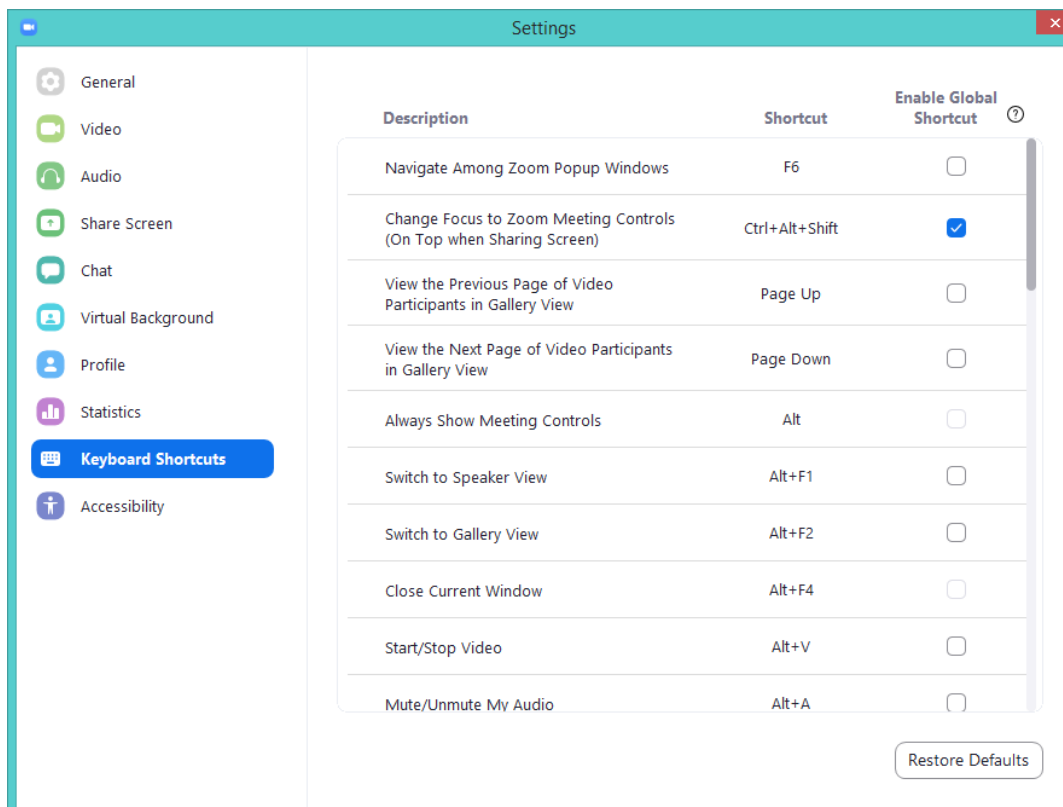 Settings
General
Video
Audio
Share Screen
Chat
Virtual Background
Profile
Statistics
Keyboard Shortcuts
Accessibility
Description Shortcut Enable Global
Shortcut
Navigate Among Zoom Popup Windows F6
Change Focus to Zoom Meeting Controls
(On Top when Sharing Screen) Ctrl+Alt+Shift
View the Previous Page of Video
Participants in Gallery View Page Up
View the Next Page of Video Participants
in Gallery View Page Down
Always Show Meeting Controls Alt
Switch to Speaker View Alt+F1
Switch to Gallery View Alt+F2
Close Current Window Alt+F4
Start/Stop Video Alt+V
Mute/Unmute My Audio Alt+A
Restore Defaults